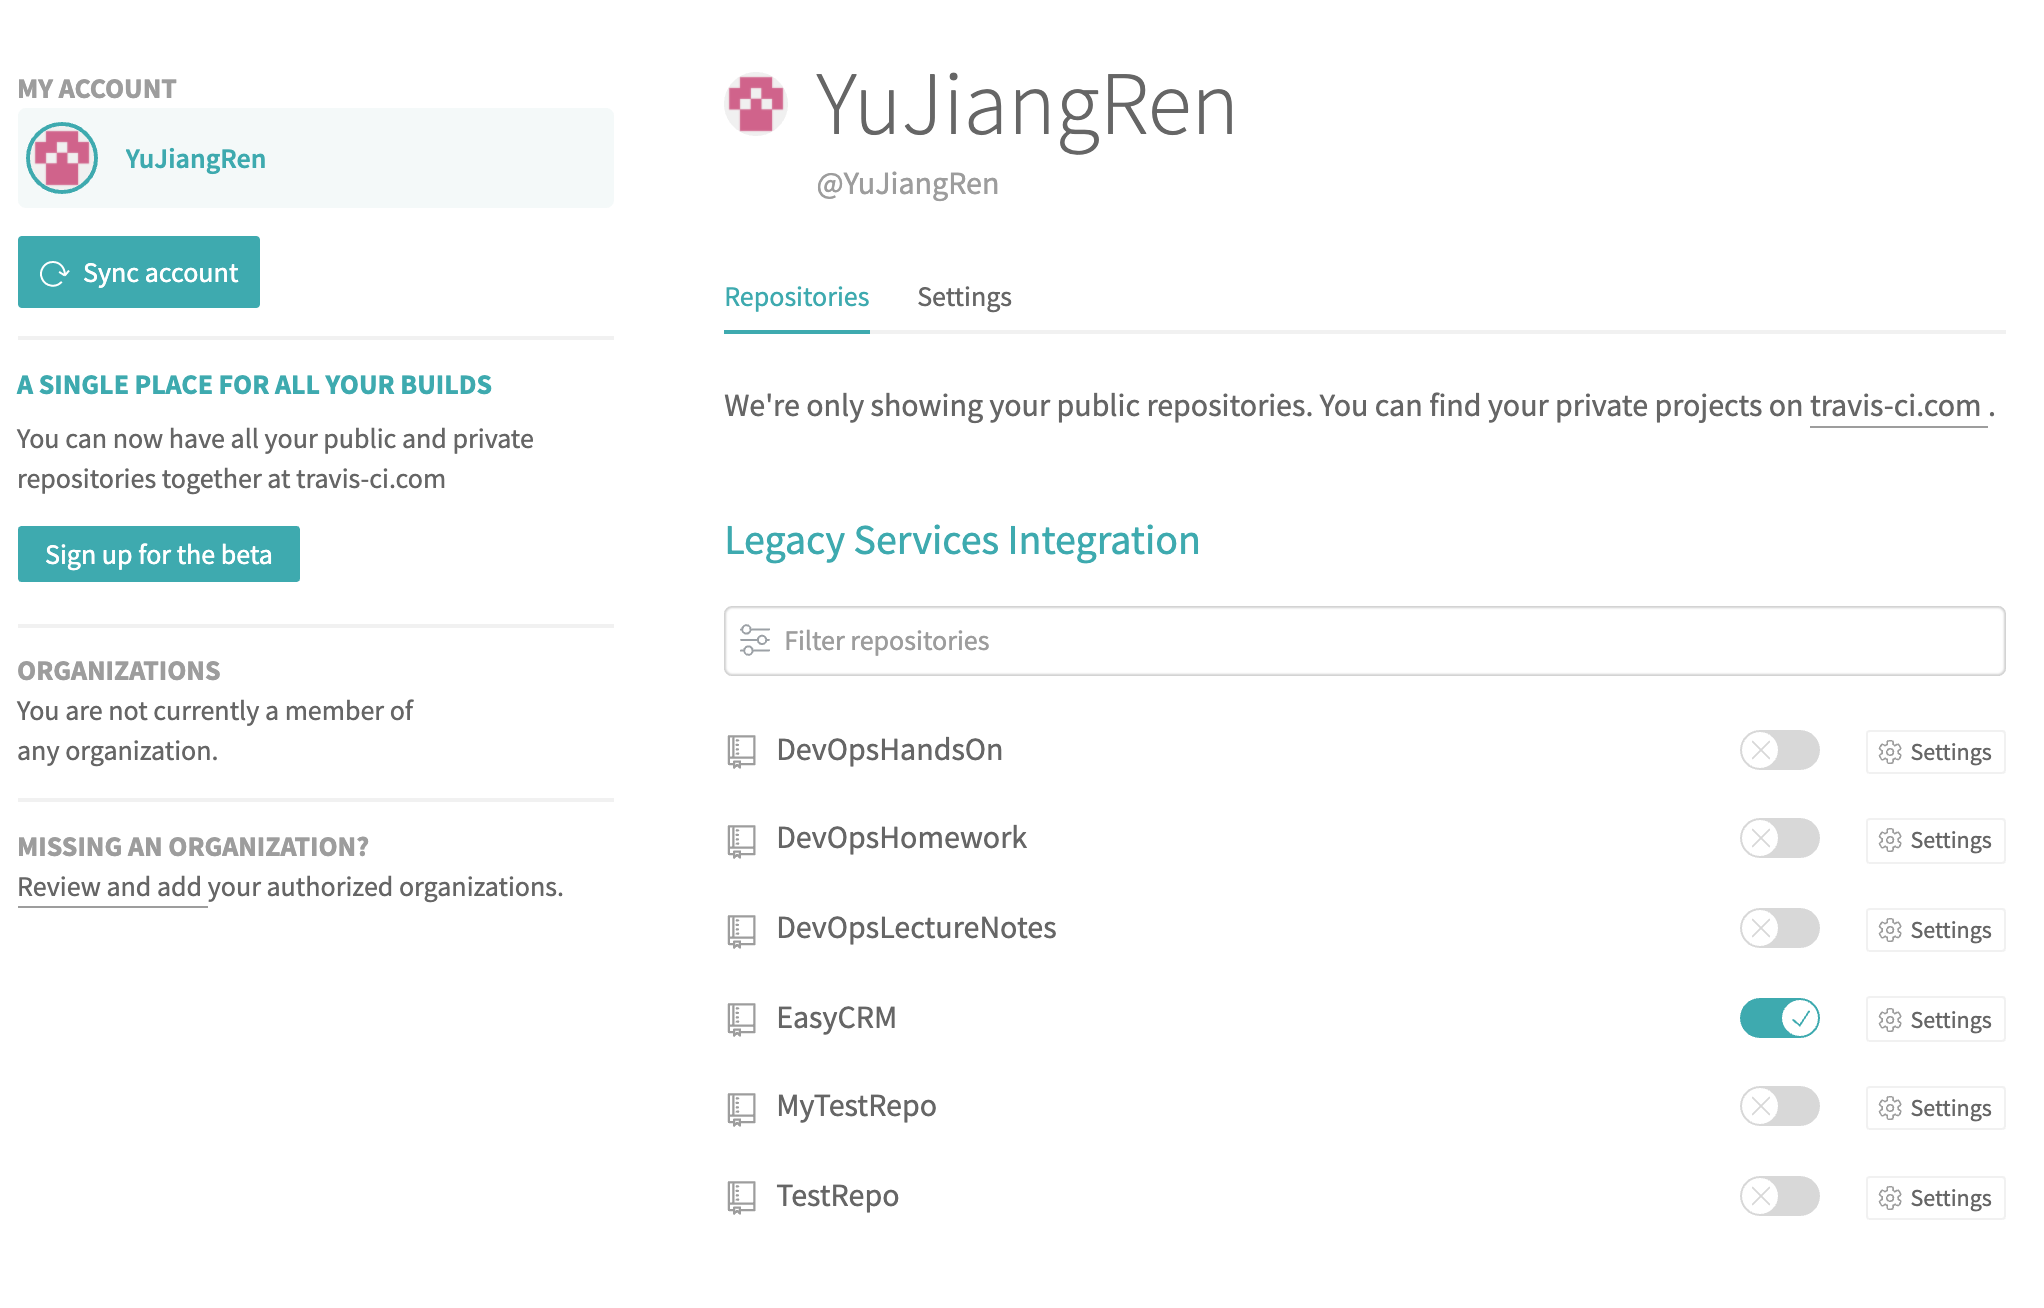 MY ACCOUNT
YuJiangRen
Sync account
A SINGLE PLACE FOR ALL YOUR BUILDS
You can now have all your public and private
repositories together at travis-ci.com
Sign up for the beta
ORGANIZATIONS
You are not currently a member of
any organization.
MISSING AN ORGANIZATION?
Review and add your authorized organizations.
YuJiangRen
@YuJiangRen
Repositories Settings
We're only showing your public repositories. You can find your private projects on travis-ci.com .
Legacy Services Integration
Filter repositories
DevOpsHandsOn Settings
DevOpsHomework Settings
DevOpsLectureNotes Settings
EasyCRM Settings
MyTestRepo Settings
TestRepo Settings